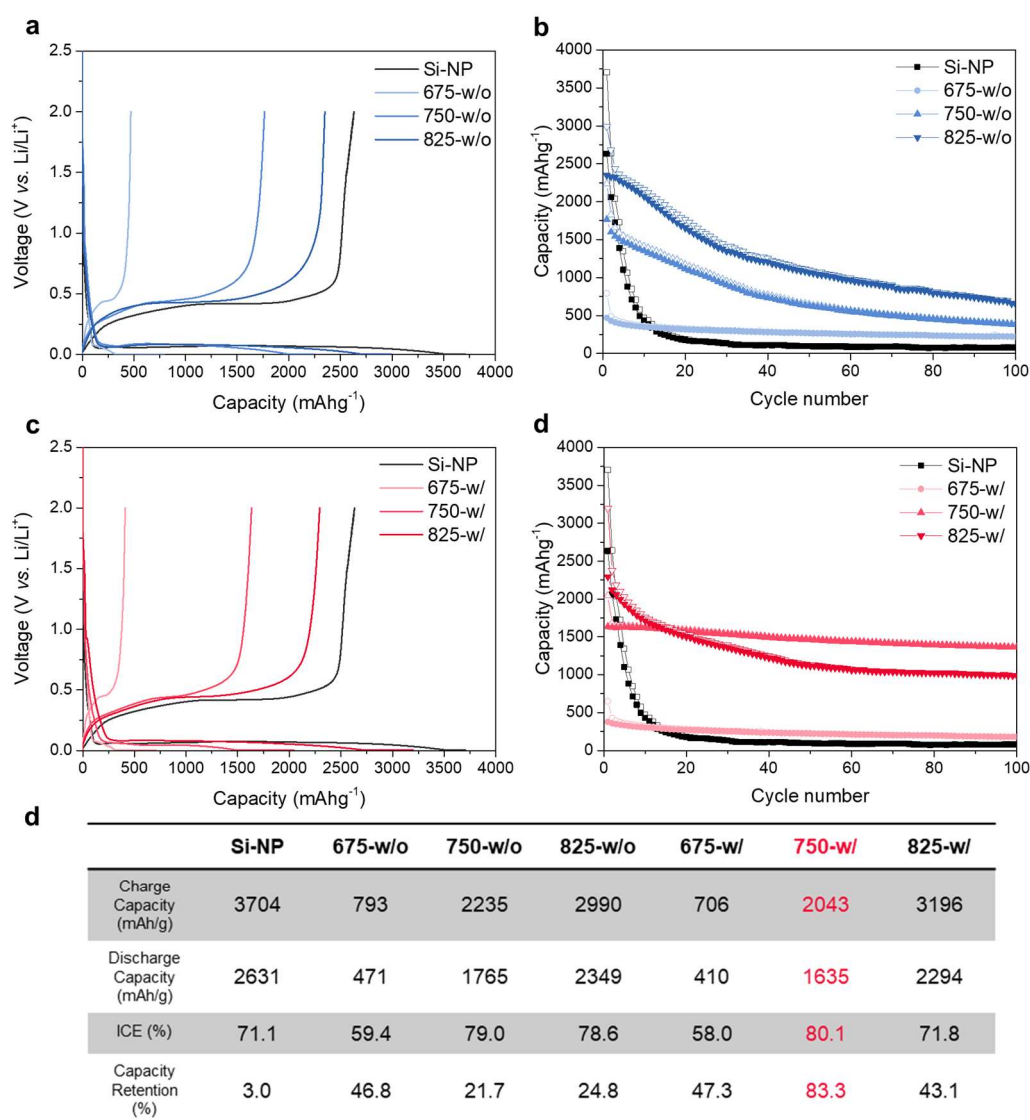 a
2.5
2.0
1.5
1.0
0.5
0.0
0 500 1000 1500 2000 2500 3000 3500 4000
Voltage (V vs. Li/Li⁺)
Capacity (mAhg⁻¹)
Si-NP
675-w/o
750-w/o
825-w/o
b
4000
3500
3000
2500
2000
1500
1000
500
0
0 20 40 60 80 100
Capacity (mAhg⁻¹)
Cycle number
Si-NP
675-w/o
750-w/o
825-w/o
c
2.5
2.0
1.5
1.0
0.5
0.0
0 500 1000 1500 2000 2500 3000 3500 4000
Voltage (V vs. Li/Li⁺)
Capacity (mAhg⁻¹)
Si-NP
675-w/
750-w/
825-w/
d
4000
3500
3000
2500
2000
1500
1000
500
0
0 20 40 60 80 100
Capacity (mAhg⁻¹)
Cycle number
Si-NP
675-w/
750-w/
825-w/
d
Si-NP 675-w/o 750-w/o 825-w/o 675-w/ 750-w/ 825-w/
Charge
Capacity
(mAh/g)
3704 793 2235 2990 706 2043 3196
Discharge
Capacity
(mAh/g)
2631 471 1765 2349 410 1635 2294
ICE (%) 71.1 59.4 79.0 78.6 58.0 80.1 71.8
Capacity
Retention
(%)
3.0 46.8 21.7 24.8 47.3 83.3 43.1